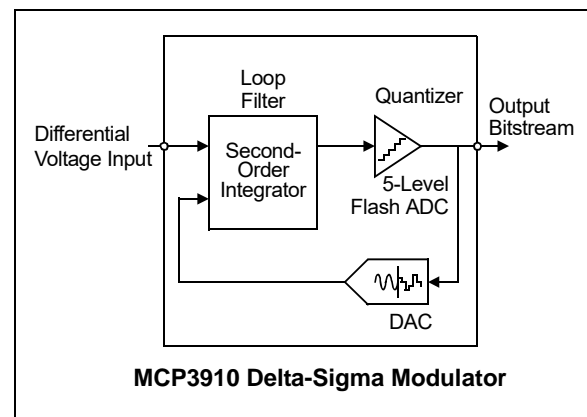 Loop
Filter
Quantizer
Output
Bitstream
Differential
Voltage Input
Second-
Order
Integrator
5-Level
Flash ADC
DAC
MCP3910 Delta-Sigma Modulator